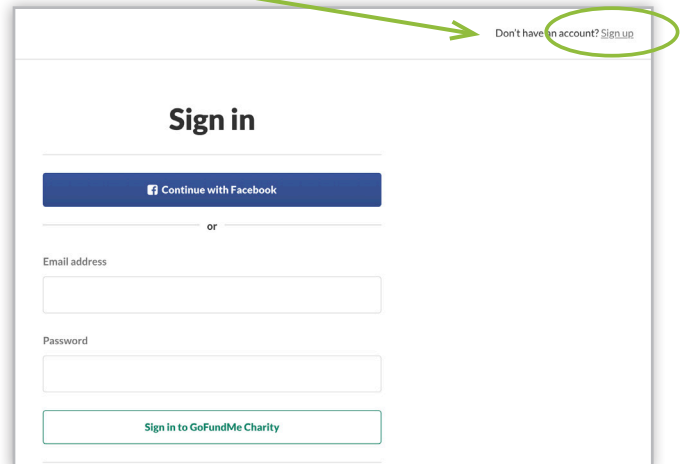 Don't have an account? Sign up
Sign in
Continue with Facebook
or
Email address
Password
Sign in to GoFundMe Charity